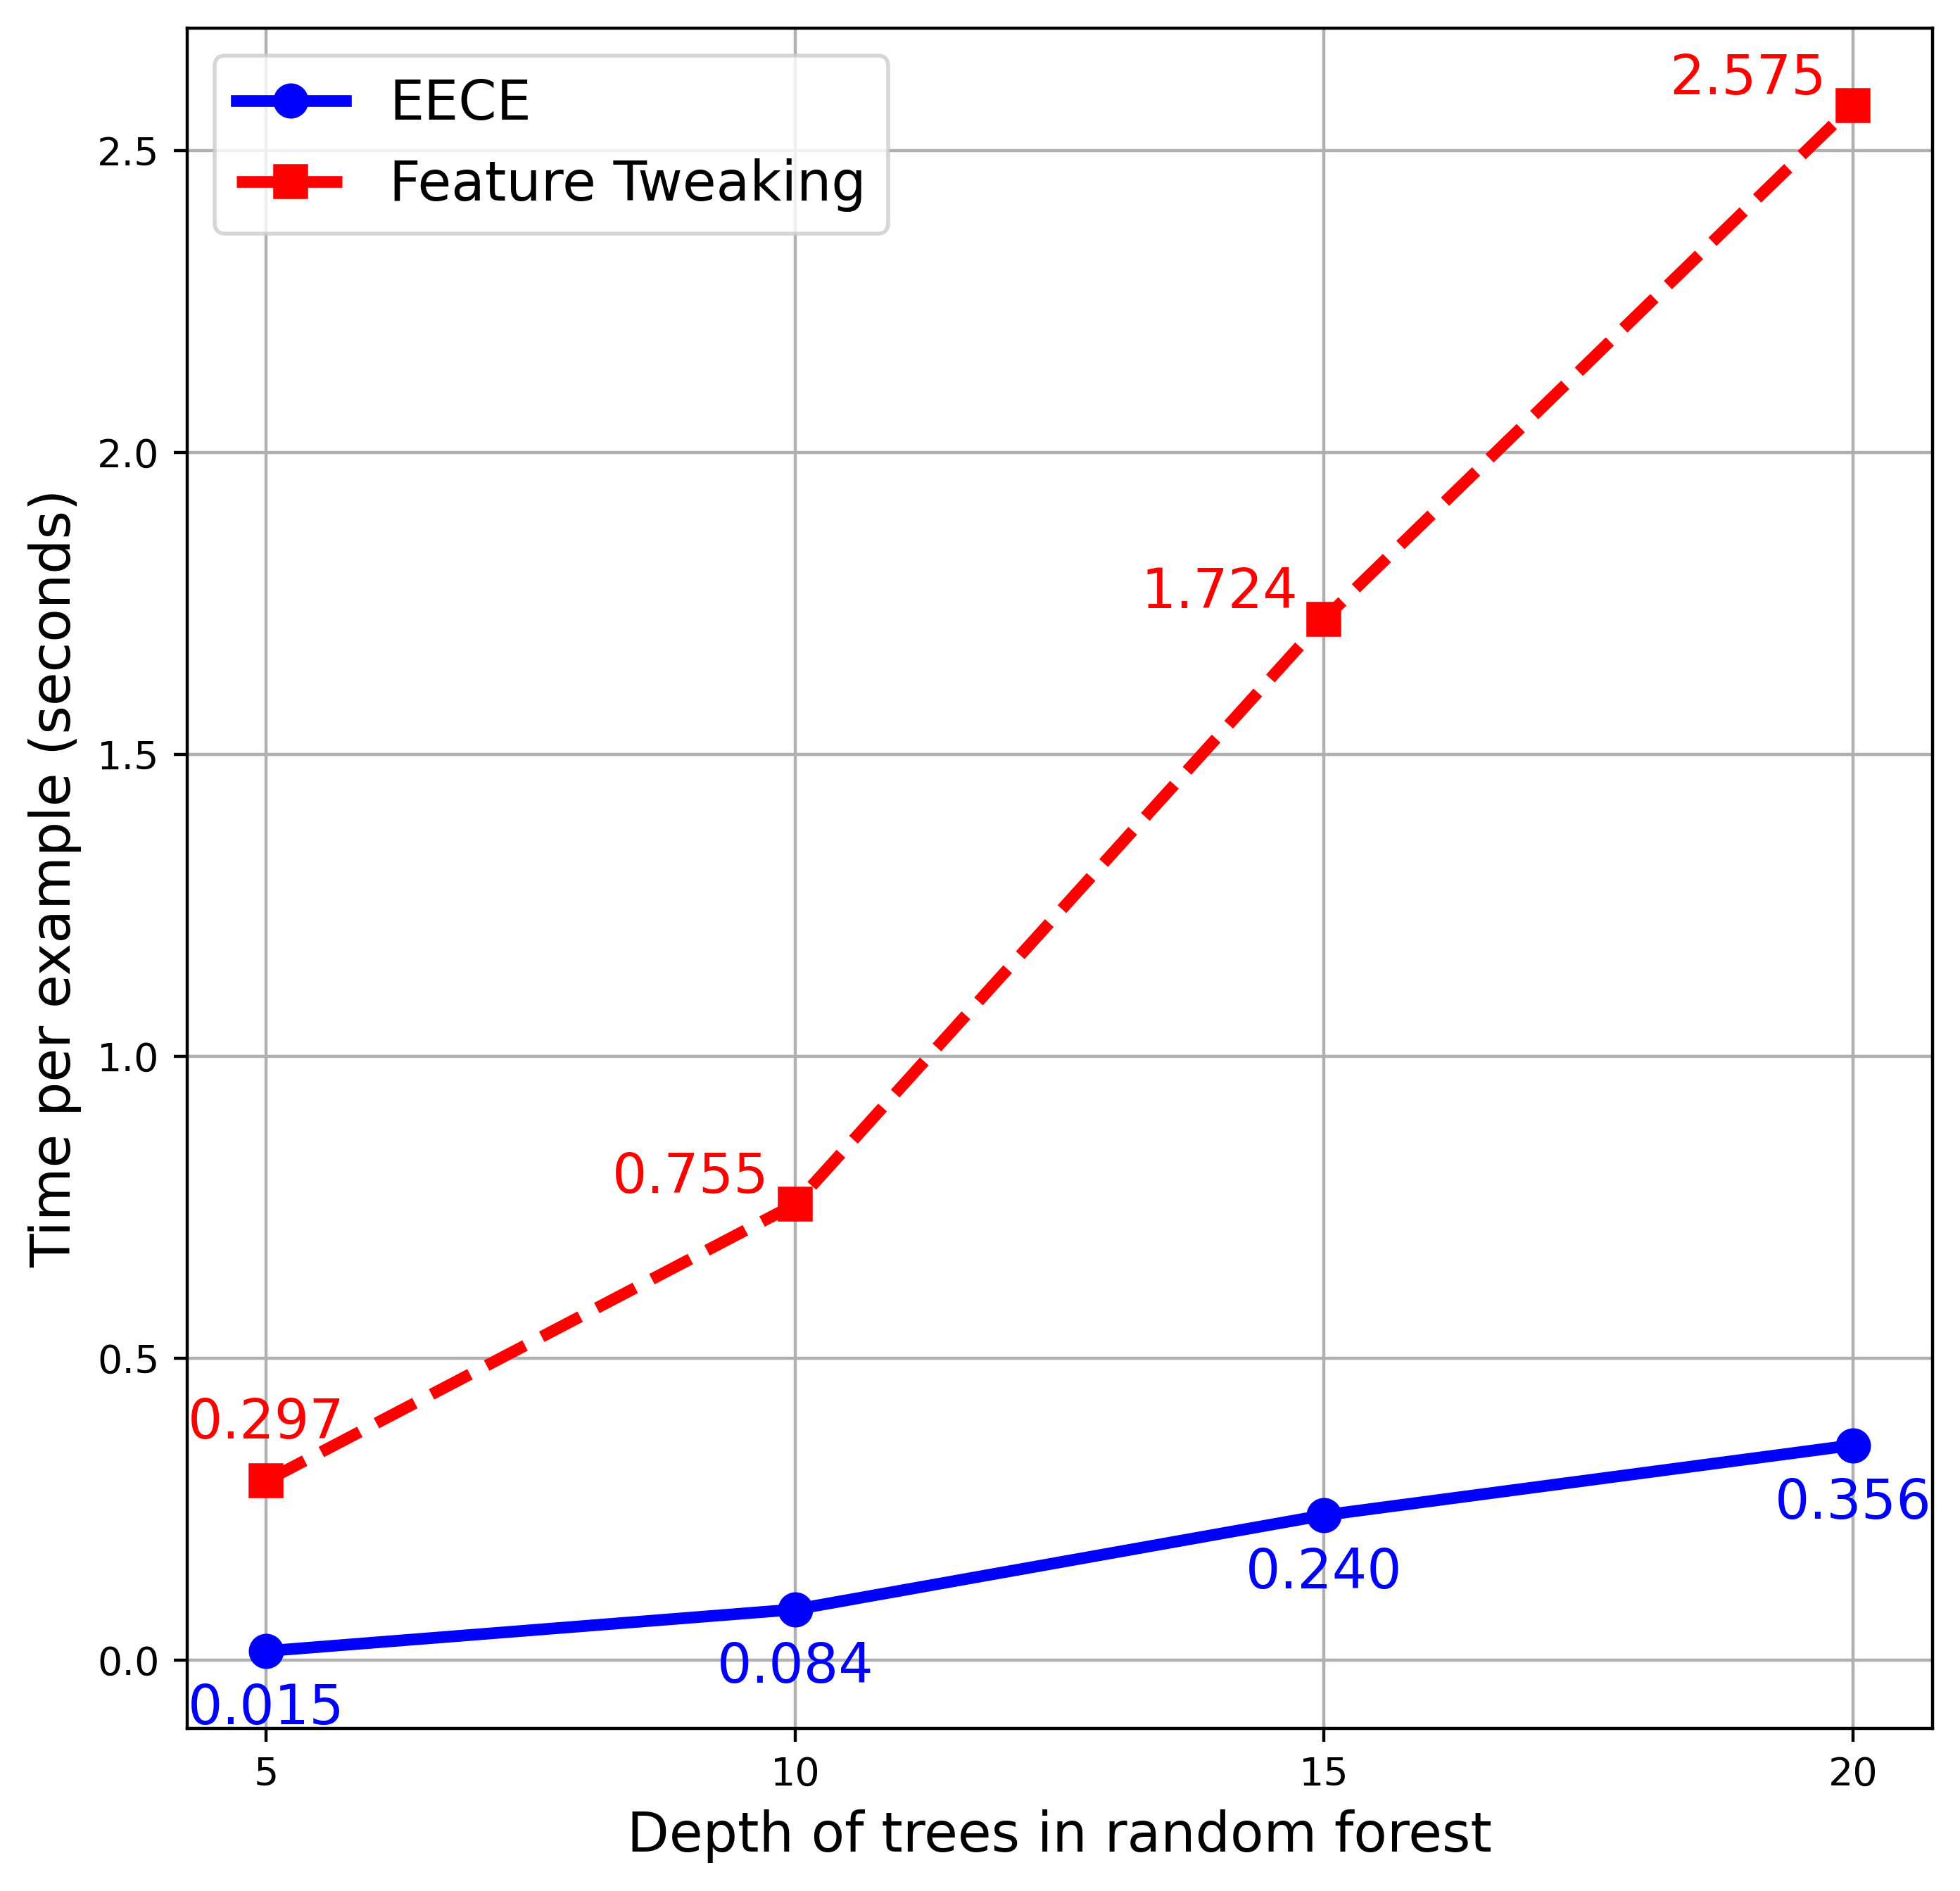 EECE
Feature Tweaking
2.575
2.5
2.0
1.724
1.5
1.0
0.755
0.5
0.297
0.356
0.240
0.084
0.0
0.015
5 10 15 20
Time per example (seconds)
Depth of trees in random forest